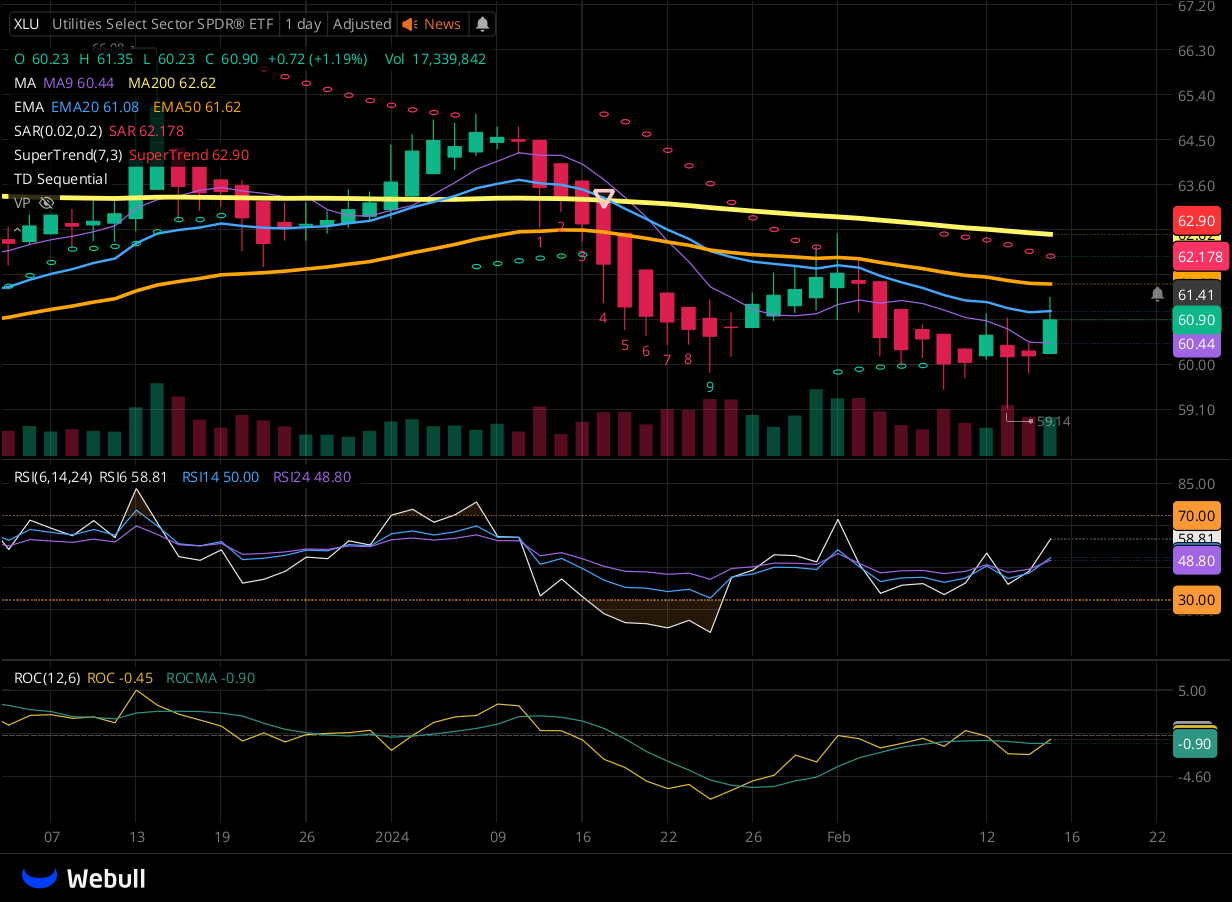 XLU Utilities Select Sector SPDR® ETF 1 day Adjusted News
O 60.23 H 61.35 L 60.23 C 60.90 +0.72 (+1.19%) Vol 17,339,842
MA MA9 60.44 MA200 62.62
EMA EMA20 61.08 EMA50 61.62
SAR(0.02,0.2) SAR 62.178
SuperTrend(7,3) SuperTrend 62.90
TD Sequential
VP
1
2
3
4
5
6
7
8
9
59.14
67.20
66.30
65.40
64.50
63.60
62.90
62.62
62.178
61.41
60.90
60.44
60.00
59.10
RSI(6,14,24) RSI6 58.81 RSI14 50.00 RSI24 48.80
85.00
70.00
58.81
48.80
30.00
ROC(12,6) ROC -0.45 ROCMA -0.90
5.00
-0.90
-4.60
07 13 19 26 2024 09 16 22 26 Feb 12 16 22
Webull